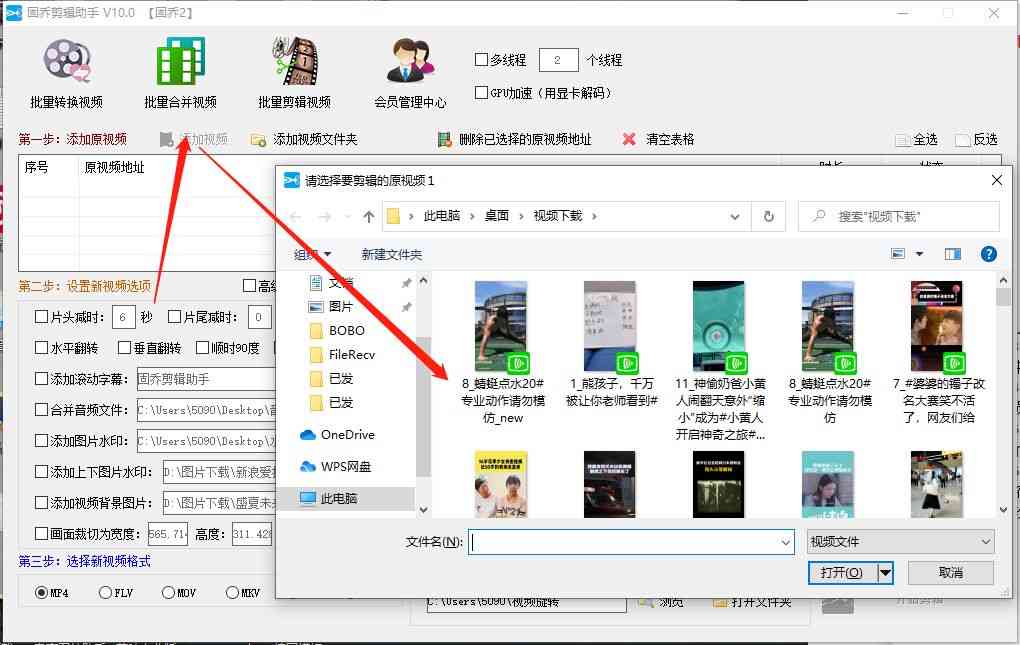 固乔剪辑助手 V10.0 【固乔2】
批量转换视频
批量合并视频
批量剪辑视频
会员管理中心
多线程 2 个线程
GPU加速（用显卡解码）
第一步：添加原视频
添加视频
添加视频文件夹
删除已选择的原视频地址
清空表格
全选
反选
序号
原视频地址
请选择要剪辑的原视频1
此电脑 › 桌面 › 视频下载 ›
搜索"视频下载"
组织
新建文件夹
文档
图片
BOBO
FileRecv
已发
已发
OneDrive
WPS网盘
此电脑
8_蜻蜓点水20#
专业动作请勿模
仿_new
1_熊孩子，千万
被让你老师看到#
11_神偷奶爸小黄
人闹翻天意外"缩
小"成为#小黄人
开启神奇之旅#...
8_蜻蜓点水20#
专业动作请勿模
仿
7_#婆婆的镯子改
名大赛笑不活
了，网友们给
文件名(N):
视频文件
打开(O)
取消
第二步：设置新视频选项
片头减时： 6 秒
片尾减时： 0
水平翻转
垂直翻转
顺时90度
添加滚动字幕： 固乔剪辑助手
合并音频文件： C:\Users\5090\Desktop\
添加图片水印： C:\Users\5090\Desktop\
添加上下图片水印： D:\图片下载\新浪爱
添加视频背景图片： D:\图片下载\盛夏未
画面裁切为宽度： 565.714
高度： 311.428
第三步：选择新视频格式
MP4
FLV
MOV
MKV
C:\Users\5090\视频旋转
浏览
打开文件夹